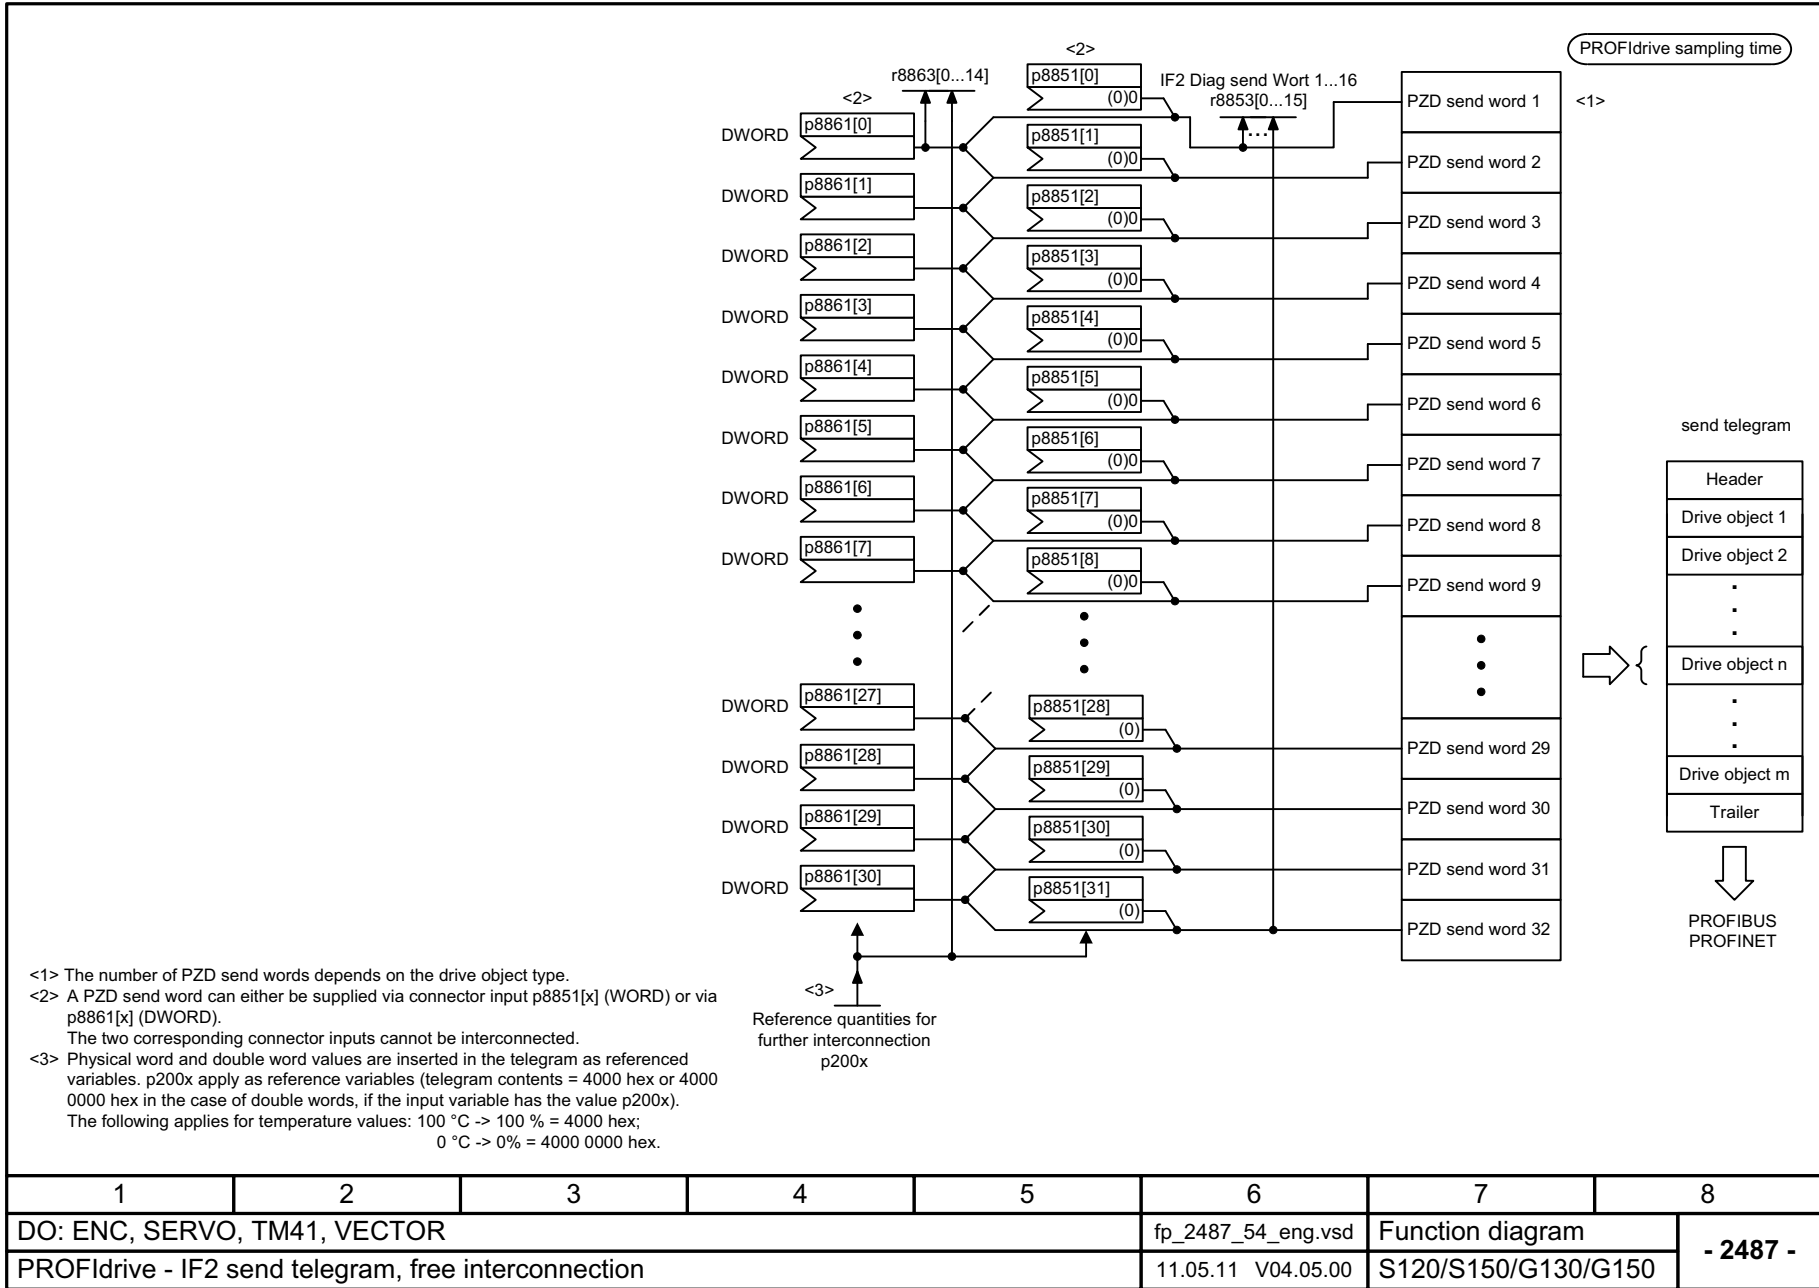 PROFIdrive sampling time
<2>
r8863[0...14]
p8851[0]
(0)0
IF2 Diag send Wort 1...16
r8853[0...15]
...
PZD send word 1
<1>
<2>
DWORD
p8861[0]
p8851[1]
(0)0
PZD send word 2
DWORD
p8861[1]
p8851[2]
(0)0
PZD send word 3
DWORD
p8861[2]
p8851[3]
(0)0
PZD send word 4
DWORD
p8861[3]
p8851[4]
(0)0
PZD send word 5
DWORD
p8861[4]
p8851[5]
(0)0
PZD send word 6
DWORD
p8861[5]
p8851[6]
(0)0
PZD send word 7
DWORD
p8861[6]
p8851[7]
(0)0
PZD send word 8
DWORD
p8861[7]
p8851[8]
(0)0
PZD send word 9
DWORD
p8861[27]
p8851[28]
(0)
PZD send word 29
DWORD
p8861[28]
p8851[29]
(0)
PZD send word 30
DWORD
p8861[29]
p8851[30]
(0)
PZD send word 31
DWORD
p8861[30]
p8851[31]
(0)
PZD send word 32
send telegram
Header
Drive object 1
Drive object 2
Drive object n
Drive object m
Trailer
PROFIBUS
PROFINET
<3>
Reference quantities for
further interconnection
p200x
<1> The number of PZD send words depends on the drive object type.
<2> A PZD send word can either be supplied via connector input p8851[x] (WORD) or via
p8861[x] (DWORD).
The two corresponding connector inputs cannot be interconnected.
<3> Physical word and double word values are inserted in the telegram as referenced
variables. p200x apply as reference variables (telegram contents = 4000 hex or 4000
0000 hex in the case of double words, if the input variable has the value p200x).
The following applies for temperature values: 100 °C -> 100 % = 4000 hex;
0 °C -> 0% = 4000 0000 hex.
1 2 3 4 5 6 7 8
DO: ENC, SERVO, TM41, VECTOR
fp_2487_54_eng.vsd
Function diagram
- 2487 -
PROFIdrive - IF2 send telegram, free interconnection
11.05.11 V04.05.00
S120/S150/G130/G150